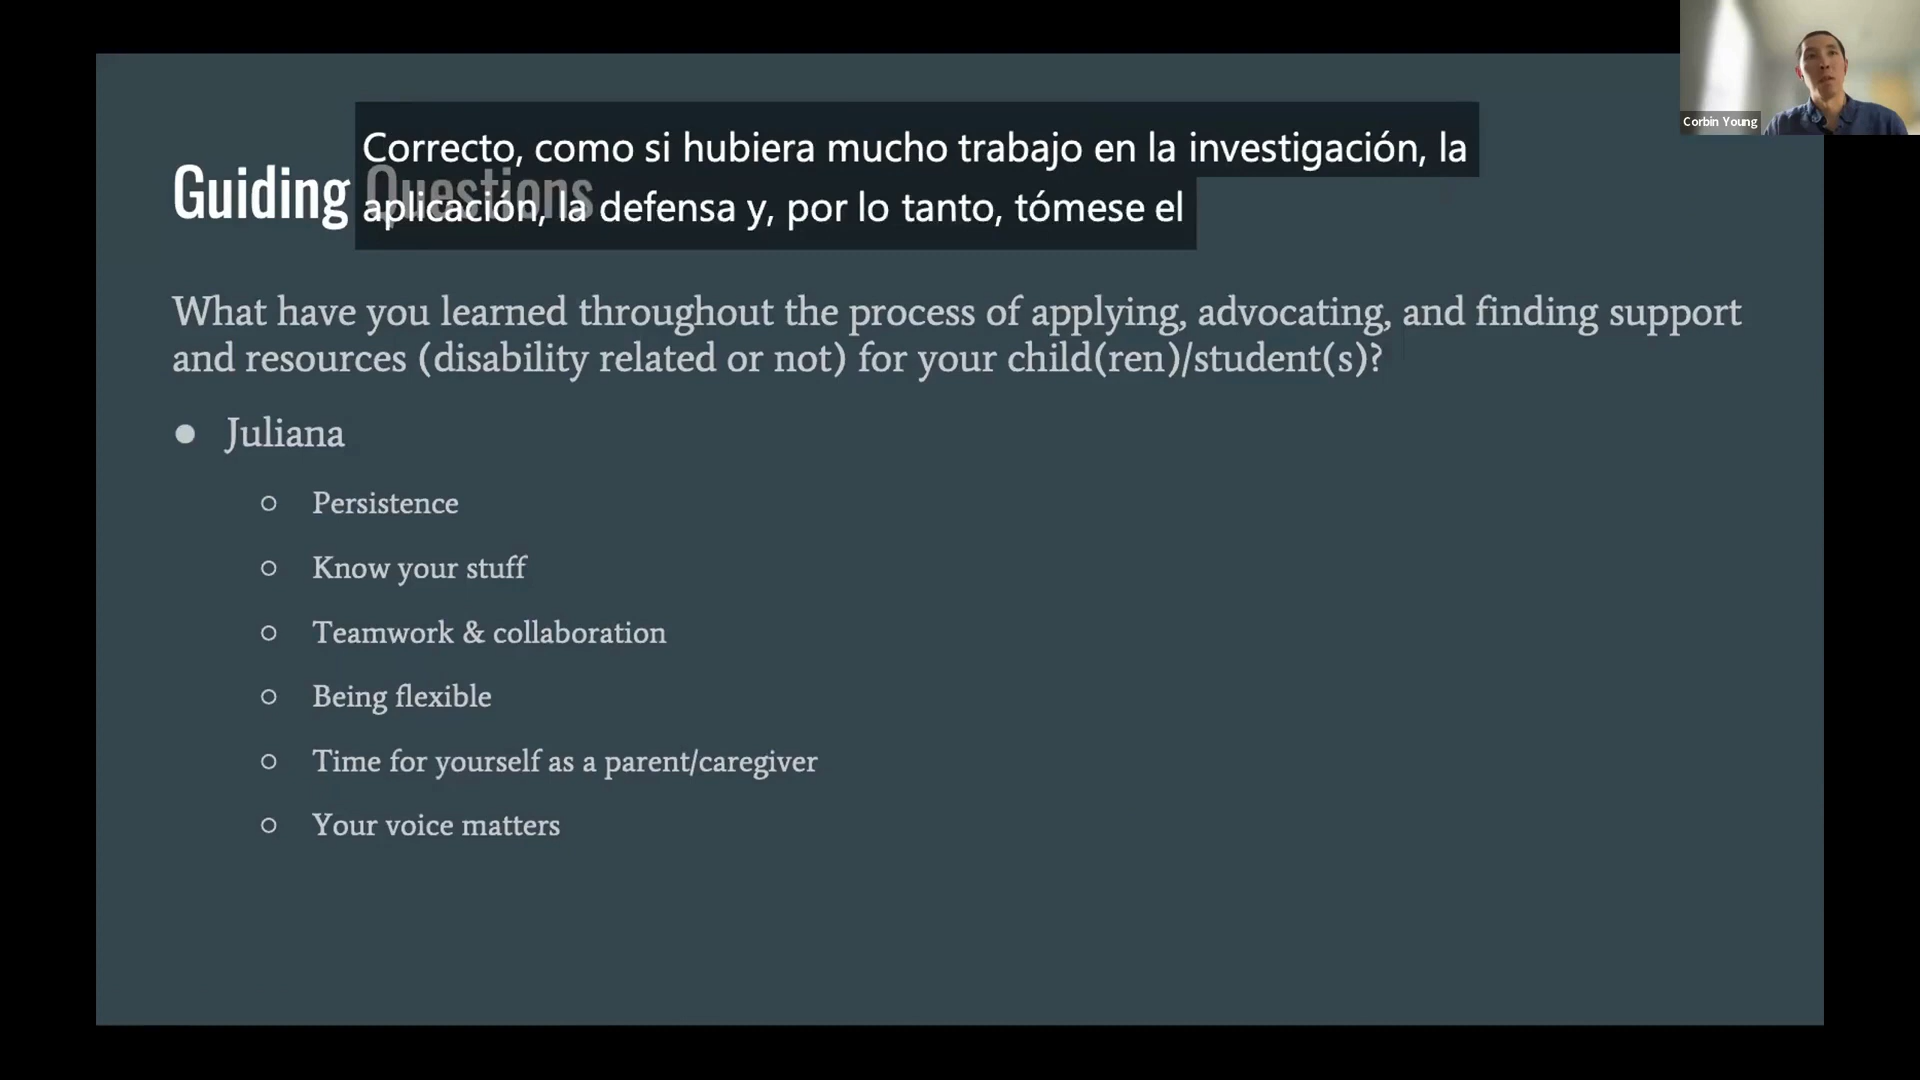 Corbin Young
Correcto, como si hubiera mucho trabajo en la investigación, la
aplicación, la defensa y, por lo tanto, tómese el
Guiding Questions
What have you learned throughout the process of applying, advocating, and finding support
and resources (disability related or not) for your child(ren)/student(s)?
● Juliana
○ Persistence
○ Know your stuff
○ Teamwork & collaboration
○ Being flexible
○ Time for yourself as a parent/caregiver
○ Your voice matters